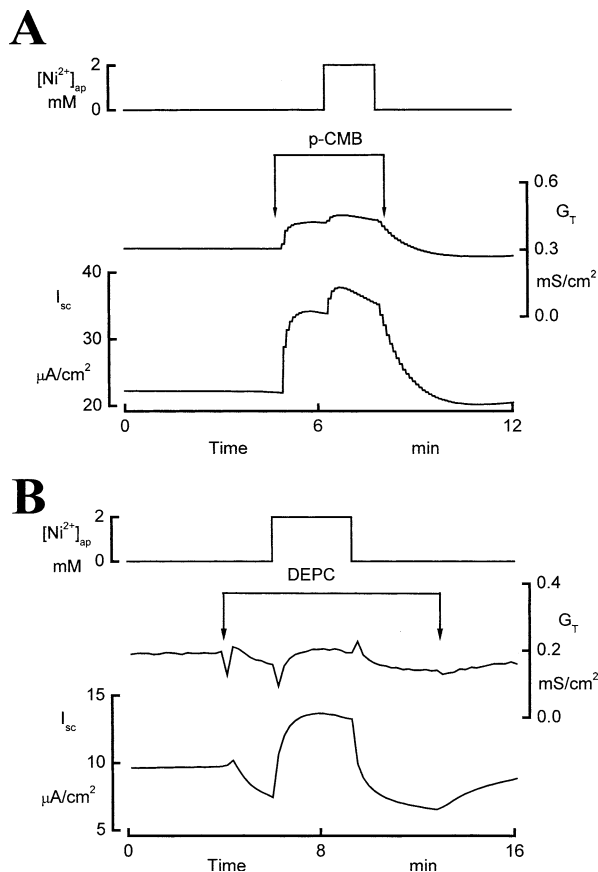 A
[Ni2+]ap
mM
2
0
p-CMB
0.6
GT
0.3
mS/cm2
0.0
40
Isc
30
μA/cm2
20
0
6
12
Time
min
B
[Ni2+]ap
mM
2
0
DEPC
0.4
GT
0.2
mS/cm2
0.0
15
Isc
10
μA/cm2
5
0
8
16
Time
min